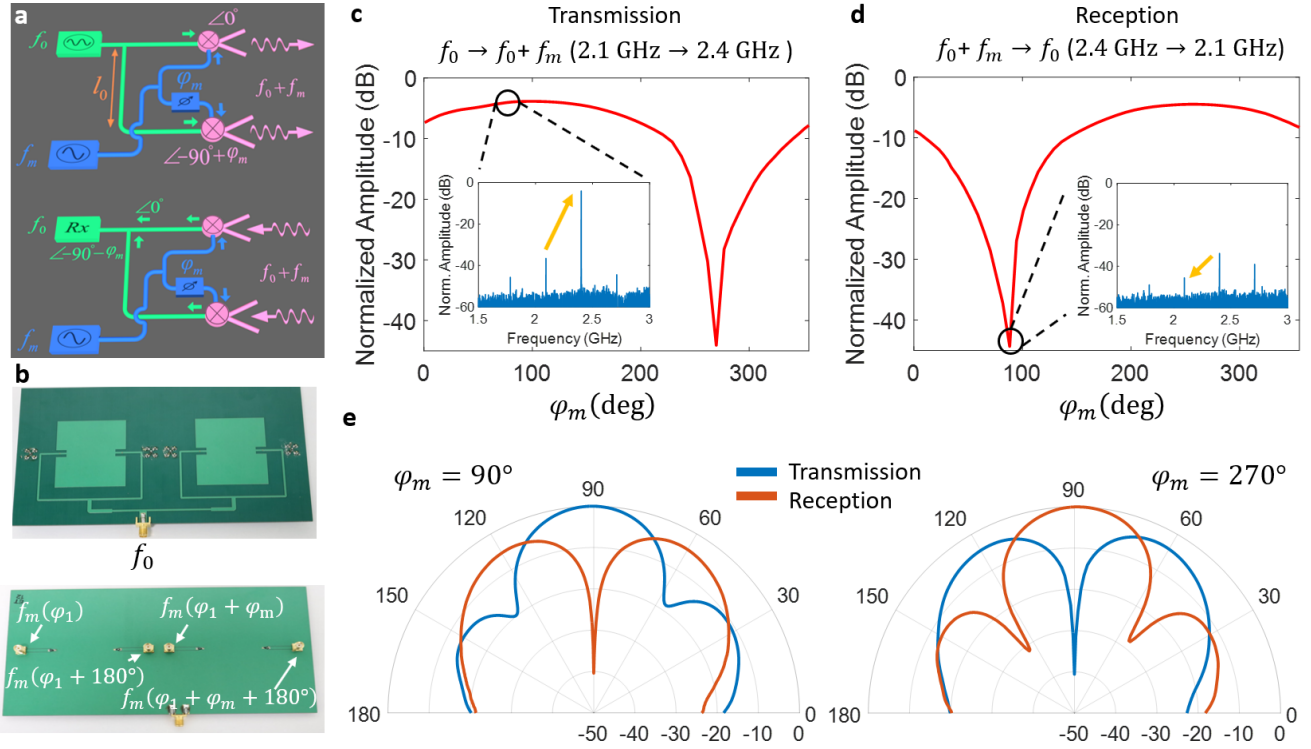 a
∠0°
f₀
l₀
φₘ
f₀ + fₘ
fₘ
∠-90°+φₘ
∠0°
f₀
Rx
∠-90°-φₘ
φₘ
f₀ + fₘ
fₘ
b
f₀
fₘ(φ₁)
fₘ(φ₁ + φₘ)
fₘ(φ₁ + 180°)
fₘ(φ₁ + φₘ + 180°)
c
Transmission
f₀ → f₀+ fₘ (2.1 GHz → 2.4 GHz )
Normalized Amplitude (dB)
0
-10
-20
-30
-40
0 100 200 300
φₘ(deg)
Norm. Amplitude (dB)
0
-20
-40
-60
1.5 2 2.5 3
Frequency (GHz)
d
Reception
f₀+ fₘ → f₀ (2.4 GHz → 2.1 GHz)
Normalized Amplitude (dB)
0
-10
-20
-30
-40
0 100 200 300
φₘ(deg)
Norm. Amplitude (dB)
0
-20
-40
-60
1.5 2 2.5 3
Frequency (GHz)
e
φₘ = 90°
Transmission
Reception
φₘ = 270°
90
120 60
150 30
180 0
-50 -40 -30 -20 -10 0
90
120 60
150 30
180 0
-50 -40 -30 -20 -10 0